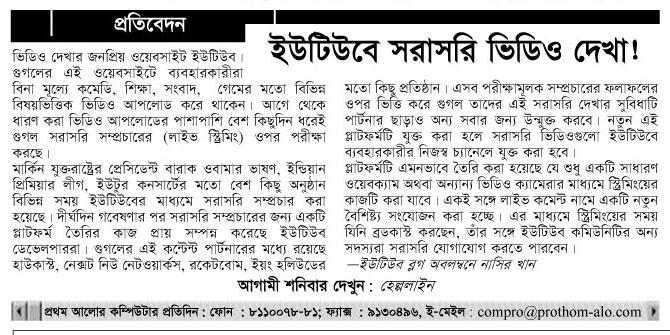 প্রতিবেদন
ইউটিউবে সরাসরি ভিডিও দেখা!
ভিডিও দেখার জনপ্রিয় ওয়েবসাইট ইউটিউব।
গুগলের এই ওয়েবসাইটে ব্যবহারকারীরা
বিনা মূল্যে কমেডি, শিক্ষা, সংবাদ, গেমের মতো বিভিন্ন
বিষয়ভিত্তিক ভিডিও আপলোড করে থাকেন। আগে থেকে
ধারণ করা ভিডিও আপলোডের পাশাপাশি বেশ কিছুদিন ধরেই
গুগল সরাসরি সম্প্রচারের (লাইভ স্ট্রিমিং) ওপর পরীক্ষা
করছে।
মার্কিন যুক্তরাষ্ট্রের প্রেসিডেন্ট বারাক ওবামার ভাষণ, ইন্ডিয়ান
প্রিমিয়ার লীগ, ইউটুর কনসার্টের মতো বেশ কিছু অনুষ্ঠান
বিভিন্ন সময় ইউটিউবের মাধ্যমে সরাসরি সম্প্রচার করা
হয়েছে। দীর্ঘদিন গবেষণার পর সরাসরি সম্প্রচারের জন্য একটি
প্লাটফর্ম তৈরির কাজ প্রায় সম্পন্ন করেছে ইউটিউব
ডেভেলপাররা। গুগলের এই কন্টেন্ট পার্টনারের মধ্যে রয়েছে
হাউকাস্ট, নেক্সট নিউ নেটওয়ার্কস, রকেটবোম, ইয়ং হলিউডের
মতো কিছু প্রতিষ্ঠান। এসব পরীক্ষামূলক সম্প্রচারের ফলাফলের
ওপর ভিত্তি করে গুগল তাদের এই সরাসরি দেখার সুবিধাটি
পার্টনার ছাড়াও অন্য সবার জন্য উন্মুক্ত করবে। নতুন এই
প্লাটফর্মটি যুক্ত করা হলে সরাসরি ভিডিওগুলো ইউটিউবে
ব্যবহারকারীর নিজস্ব চ্যানেলে যুক্ত করা হবে।
প্লাটফর্মটি এমনভাবে তৈরি করা হয়েছে যে শুধু একটি সাধারণ
ওয়েবক্যাম অথবা অন্যান্য ভিডিও ক্যামেরার মাধ্যমে স্ট্রিমিংয়ের
কাজটি করা যাবে। একই সঙ্গে লাইভ কমেন্ট নামে একটি নতুন
বৈশিষ্ট্য সংযোজন করা হচ্ছে। এর মাধ্যমে স্ট্রিমিংয়ের সময়
যিনি ব্রডকাস্ট করছেন, তাঁর সঙ্গে ইউটিউব কমিউনিটির অন্য
সদস্যরা সরাসরি যোগাযোগ করতে পারবেন।
—ইউটিউব ব্লগ অবলম্বনে নাসির খান
আগামী শনিবার দেখুন : হেল্পলাইন
প্রথম আলোর কম্পিউটার প্রতিদিন : ফোন : ৮১১০০৭৮-৮১; ফ্যাক্স : ৯১৩০৪৯৬, ই-মেইল : compro@prothom-alo.com